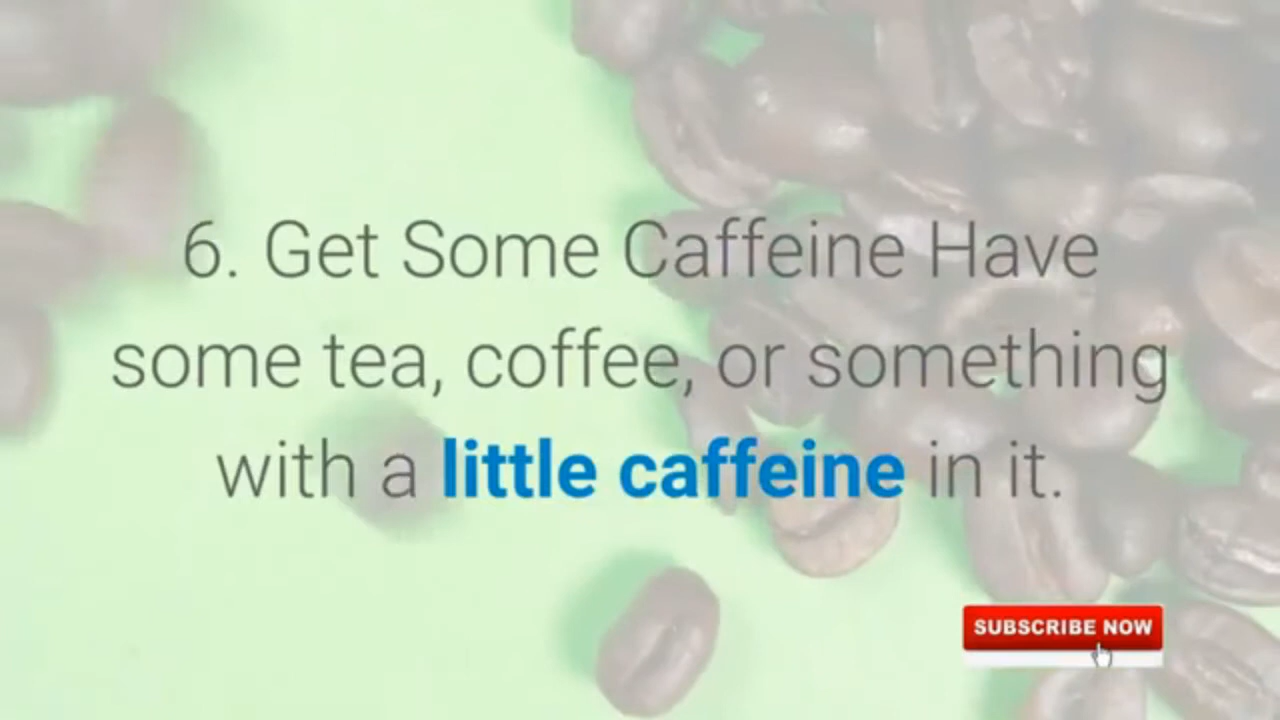 6. Get Some Caffeine Have
some tea, coffee, or something
with a little caffeine in it.
SUBSCRIBE NOW